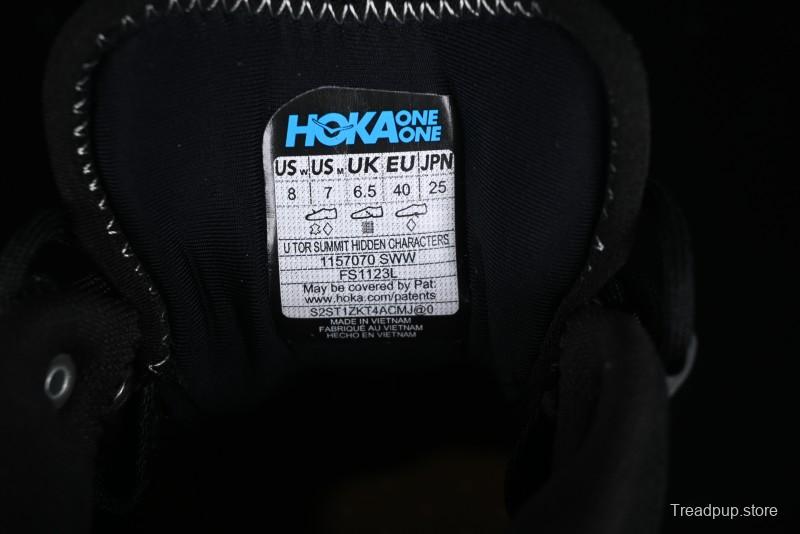 HOKA ONE ONE
US W US M UK EU JPN
8 7 6.5 40 25
U TOR SUMMIT HIDDEN CHARACTERS
1157070 SWW
FS1123L
May be covered by Pat:
www.hoka.com/patents
S2ST1ZKT4ACMJ@0
MADE IN VIETNAM
FABRIQUÉ AU VIETNAM
HECHO EN VIETNAM
Treadpup.store